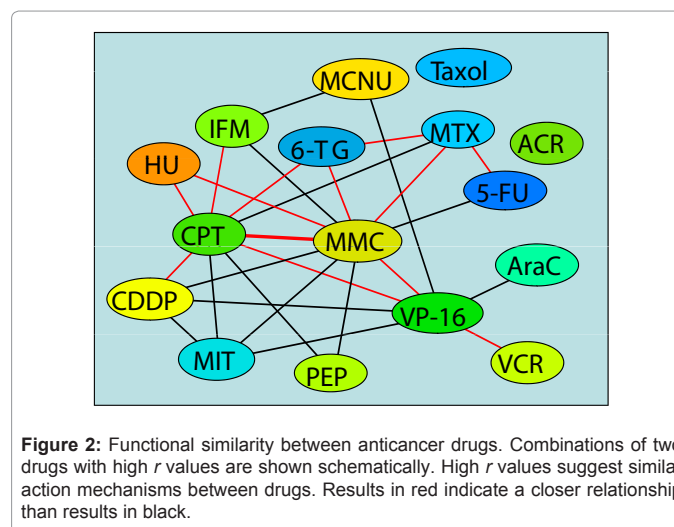 MCNU
Taxol
IFM
6-TG
MTX
ACR
HU
5-FU
CPT
MMC
AraC
CDDP
VP-16
MIT
PEP
VCR
Figure 2: Functional similarity between anticancer drugs. Combinations of two
drugs with high r values are shown schematically. High r values suggest simila
action mechanisms between drugs. Results in red indicate a closer relationship
than results in black.